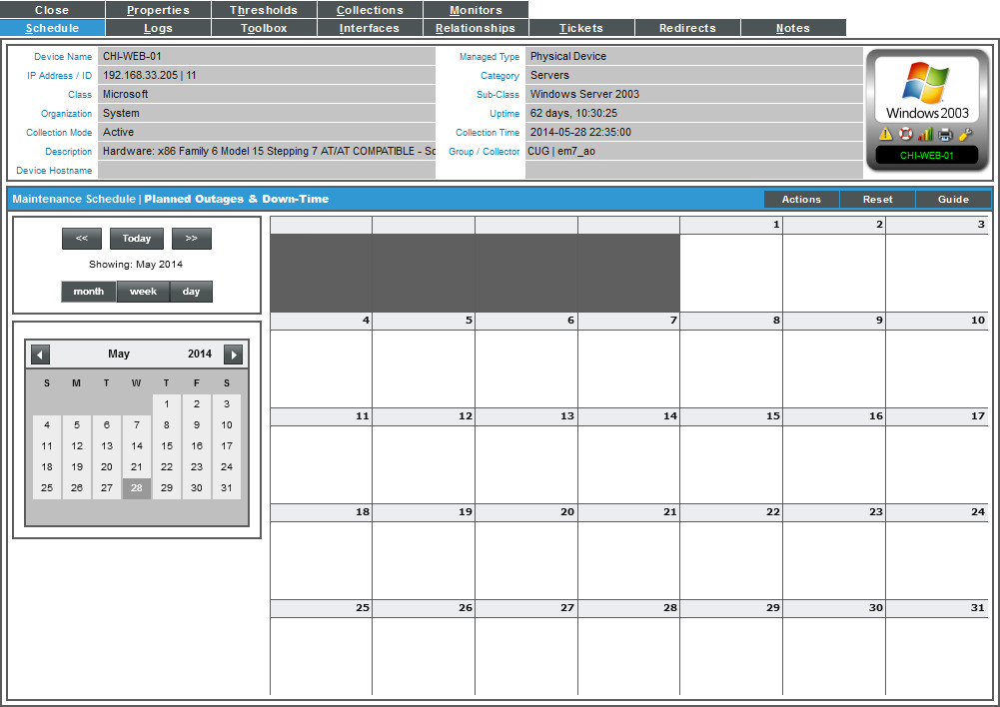 Close Properties Thresholds Collections Monitors
Schedule Logs Toolbox Interfaces Relationships Tickets Redirects Notes
Device Name CHI-WEB-01 Managed Type Physical Device
IP Address / ID 192.168.33.205 | 11 Category Servers
Class Microsoft Sub-Class Windows Server 2003
Organization System Uptime 62 days, 10:30:25
Collection Mode Active Collection Time 2014-05-28 22:35:00
Description Hardware: x86 Family 6 Model 15 Stepping 7 AT/AT COMPATIBLE - Sc Group / Collector CUG | em7_ao
Device Hostname
Windows 2003
CHI-WEB-01
Maintenance Schedule | Planned Outages & Down-Time Actions Reset Guide
<< Today >>
Showing: May 2014
month week day
May 2014
S M T W T F S
1 2 3
4 5 6 7 8 9 10
11 12 13 14 15 16 17
18 19 20 21 22 23 24
25 26 27 28 29 30 31
1 2 3
4 5 6 7 8 9 10
11 12 13 14 15 16 17
18 19 20 21 22 23 24
25 26 27 28 29 30 31